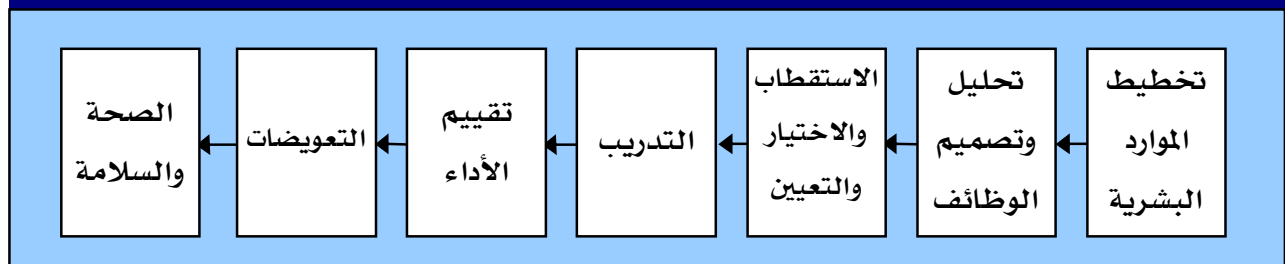 تخطيط
الموارد
البشرية
تحليل
وتصميم
الوظائف
الاستقطاب
والاختيار
والتعيين
التدريب
تقييم
الأداء
التعويضات
الصحة
والسلامة